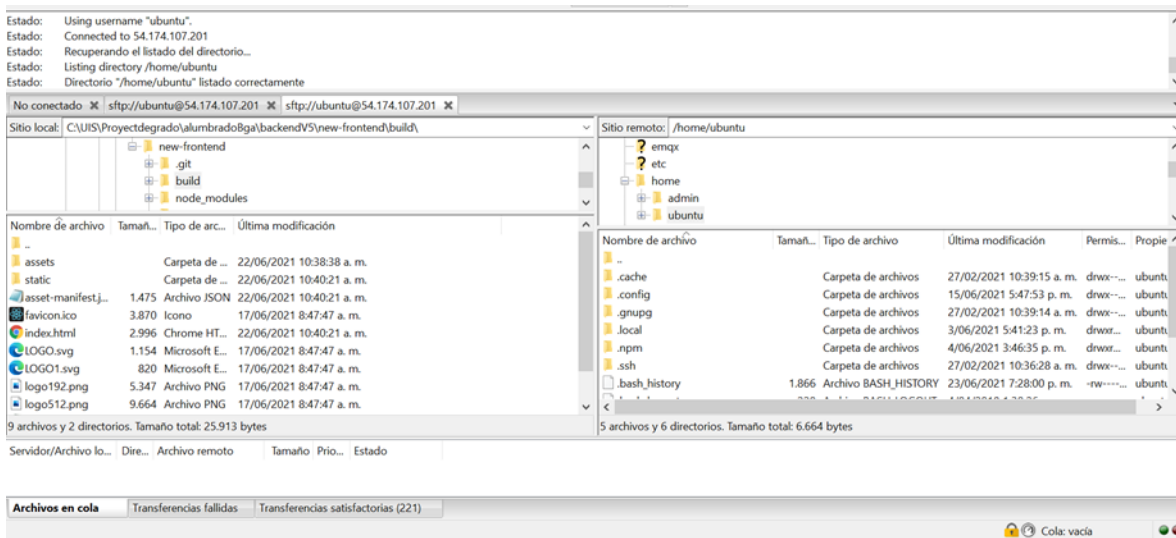 Estado: Using username "ubuntu".
Estado: Connected to 54.174.107.201
Estado: Recuperando el listado del directorio...
Estado: Listing directory /home/ubuntu
Estado: Directorio "/home/ubuntu" listado correctamente
No conectado sftp://ubuntu@54.174.107.201 sftp://ubuntu@54.174.107.201
Sitio local: C:\UIS\Proyectdegrado\alumbradoBga\backendV5\new-frontend\build\
new-frontend
.git
build
node_modules
Nombre de archivo Tamañ... Tipo de arc... Última modificación
..
assets Carpeta de ... 22/06/2021 10:38:38 a. m.
static Carpeta de ... 22/06/2021 10:40:21 a. m.
asset-manifest.j... 1.475 Archivo JSON 22/06/2021 10:40:21 a. m.
favicon.ico 3.870 Icono 17/06/2021 8:47:47 a. m.
index.html 2.996 Chrome HT... 22/06/2021 10:40:21 a. m.
LOGO.svg 1.154 Microsoft E... 17/06/2021 8:47:47 a. m.
LOGO1.svg 820 Microsoft E... 17/06/2021 8:47:47 a. m.
logo192.png 5.347 Archivo PNG 17/06/2021 8:47:47 a. m.
logo512.png 9.664 Archivo PNG 17/06/2021 8:47:47 a. m.
9 archivos y 2 directorios. Tamaño total: 25.913 bytes
Sitio remoto: /home/ubuntu
emqx
etc
home
admin
ubuntu
Nombre de archivo Tamañ... Tipo de archivo Última modificación Permis... Propie
..
.cache Carpeta de archivos 27/02/2021 10:39:15 a. m. drwx--... ubuntu
.config Carpeta de archivos 15/06/2021 5:47:53 p. m. drwx--... ubuntu
.gnupg Carpeta de archivos 27/02/2021 10:39:14 a. m. drwx--... ubuntu
.local Carpeta de archivos 3/06/2021 5:41:23 p. m. drwxr... ubuntu
.npm Carpeta de archivos 4/06/2021 3:46:35 p. m. drwxr... ubuntu
.ssh Carpeta de archivos 27/02/2021 10:36:28 a. m. drwx--... ubuntu
.bash_history 1.866 Archivo BASH_HISTORY 23/06/2021 7:28:00 p. m. -rw----... ubuntu
5 archivos y 6 directorios. Tamaño total: 6.664 bytes
Servidor/Archivo lo... Dire... Archivo remoto Tamaño Prio... Estado
Archivos en cola Transferencias fallidas Transferencias satisfactorias (221)
Cola: vacía